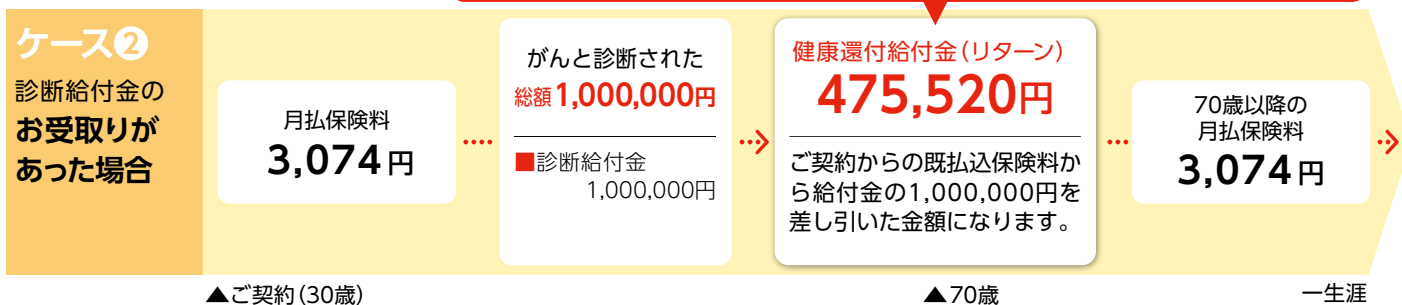 ケース❷
診断給付金の
お受取りが
あった場合
月払保険料
3,074円
がんと診断された
総額1,000,000円
■診断給付金
1,000,000円
健康還付給付金(リターン)
475,520円
ご契約からの既払込保険料か
ら給付金の1,000,000円を
差し引いた金額になります。
70歳以降の
月払保険料
3,074円
▲ご契約(30歳)
▲70歳
一生涯